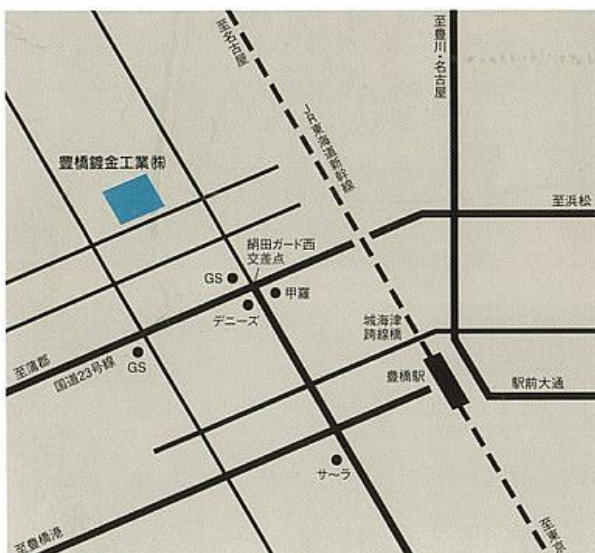 至名古屋
至豊川・名古屋
JR東海道新幹線
豊橋鍍金工業㈱
至浜松
絹田ガード西
交差点
GS
甲羅
デニーズ
城海津
跨線橋
至蒲郡
国道23号線
GS
豊橋駅
駅前大通
サ〜ラ
至豊橋港
至東京